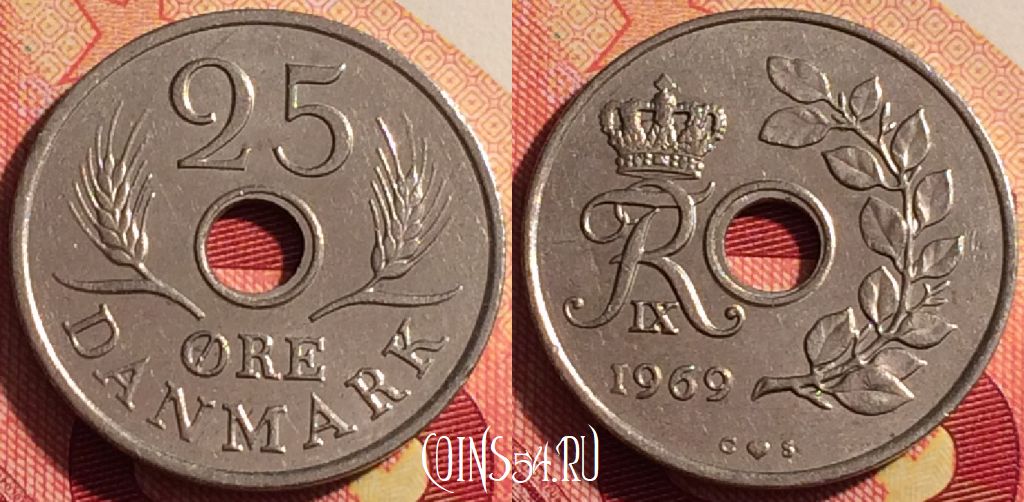 25
ØRE
DANMARK
R
IX
1969
C♥S.
COINS54.RU